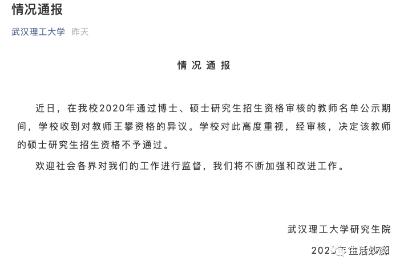 情况通报
武汉理工大学 昨天
情 况 通 报
近日，在我校2020年通过博士、硕士研究生招生资格审核的教师名单公示期
间，学校收到对教师王攀资格的异议。学校对此高度重视，经审核，决定该教师
的硕士研究生招生资格不予通过。
欢迎社会各界对我们的工作进行监督，我们将不断加强和改进工作。
武汉理工大学研究生院